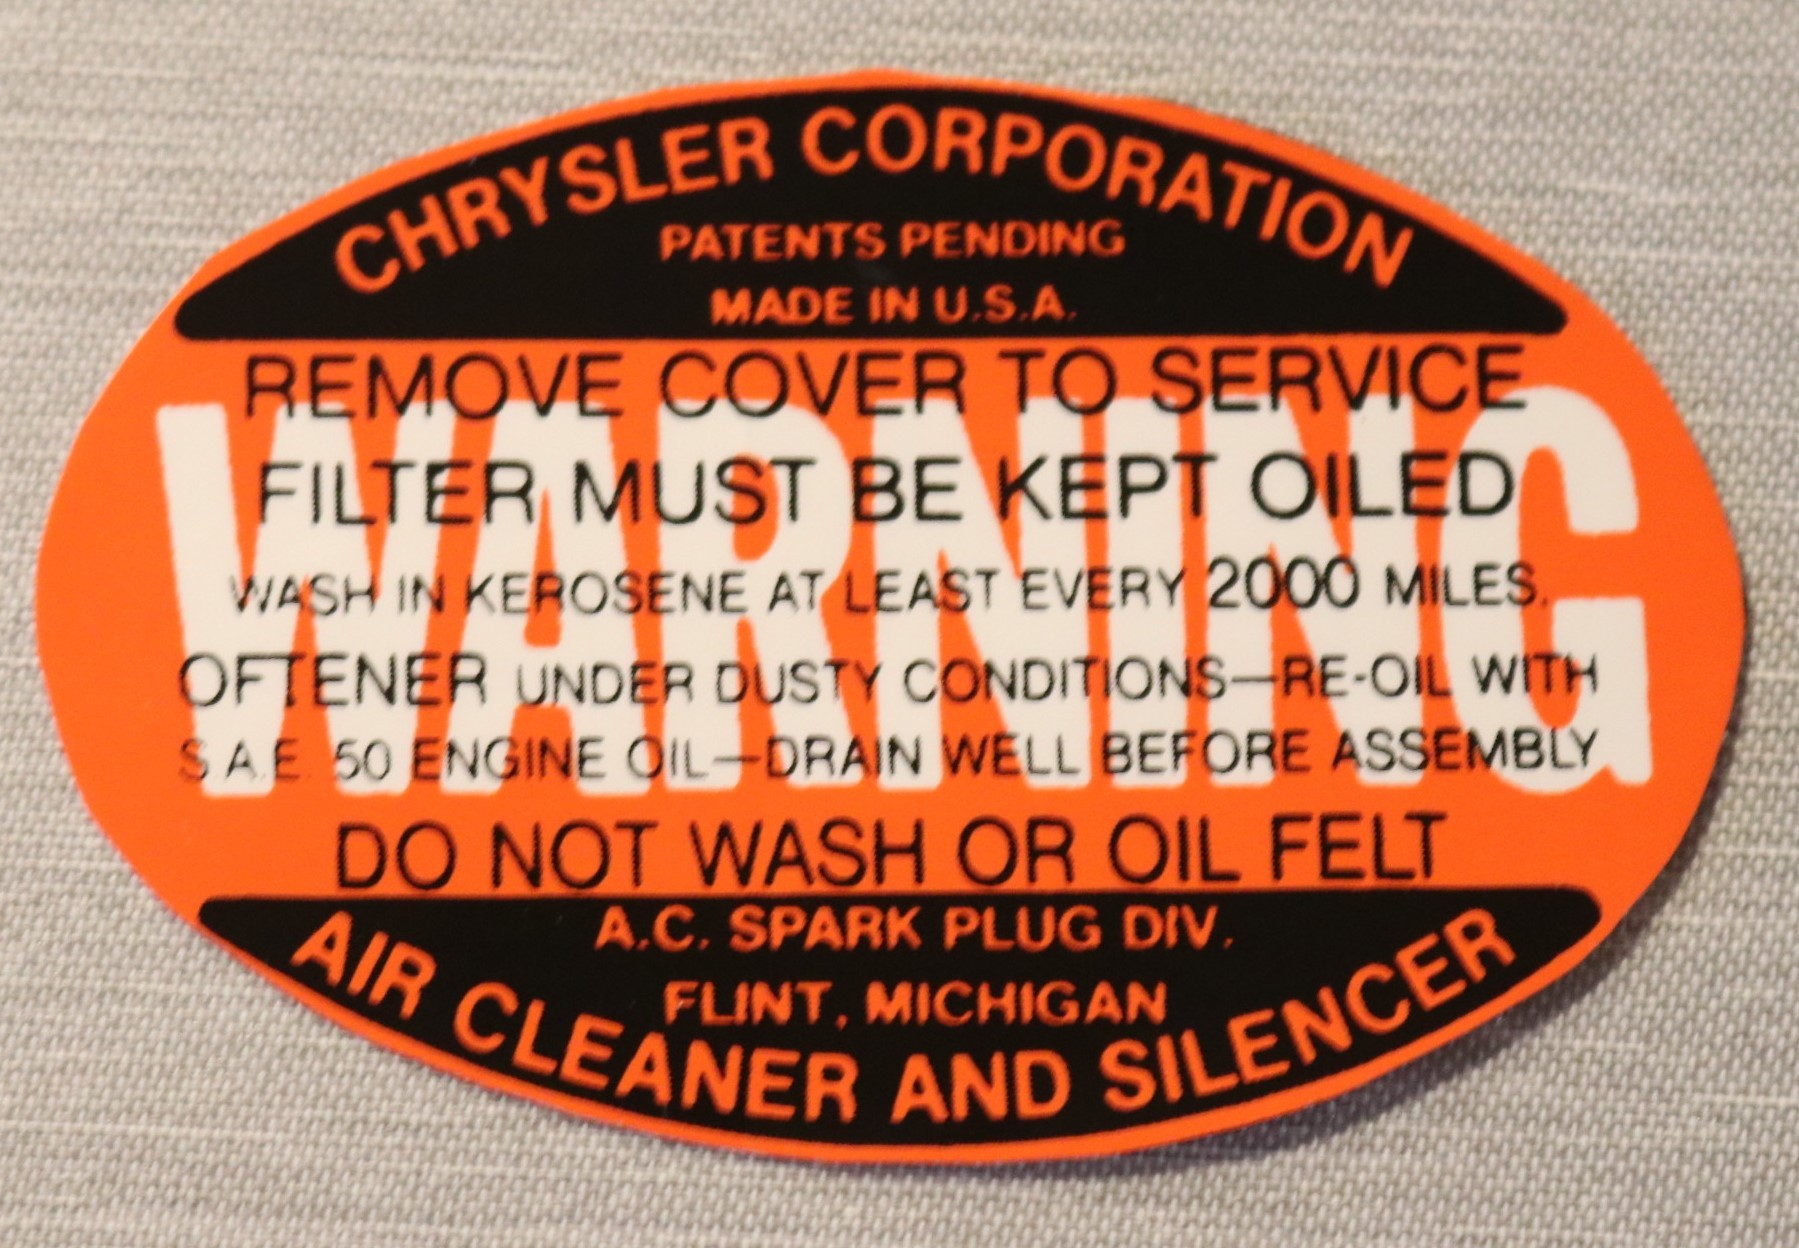 CHRYSLER CORPORATION
PATENTS PENDING
MADE IN U.S.A.
WARNING
REMOVE COVER TO SERVICE
FILTER MUST BE KEPT OILED
WASH IN KEROSENE AT LEAST EVERY 2000 MILES.
OFTENER UNDER DUSTY CONDITIONS—RE-OIL WITH
S.A.E. 50 ENGINE OIL—DRAIN WELL BEFORE ASSEMBLY
DO NOT WASH OR OIL FELT
A.C. SPARK PLUG DIV.
FLINT, MICHIGAN
AIR CLEANER AND SILENCER